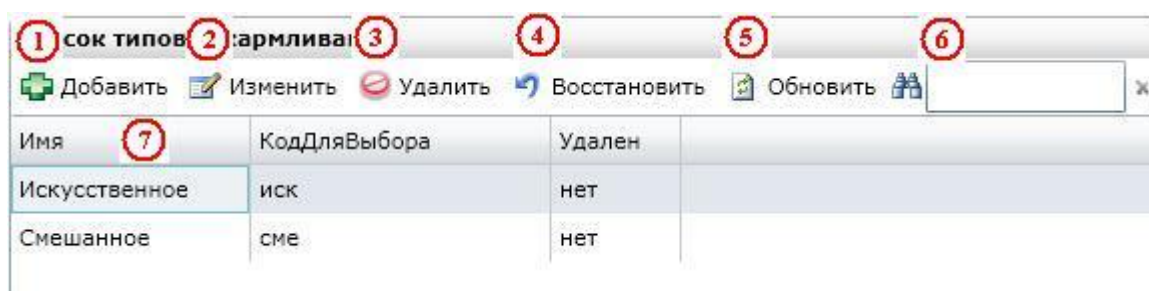 1 сок типов 2 кармлива 3 4 5 6
Добавить Изменить Удалить Восстановить Обновить
Имя 7 КодДляВыбора Удален
Искусственное иск нет
Смешанное сме нет